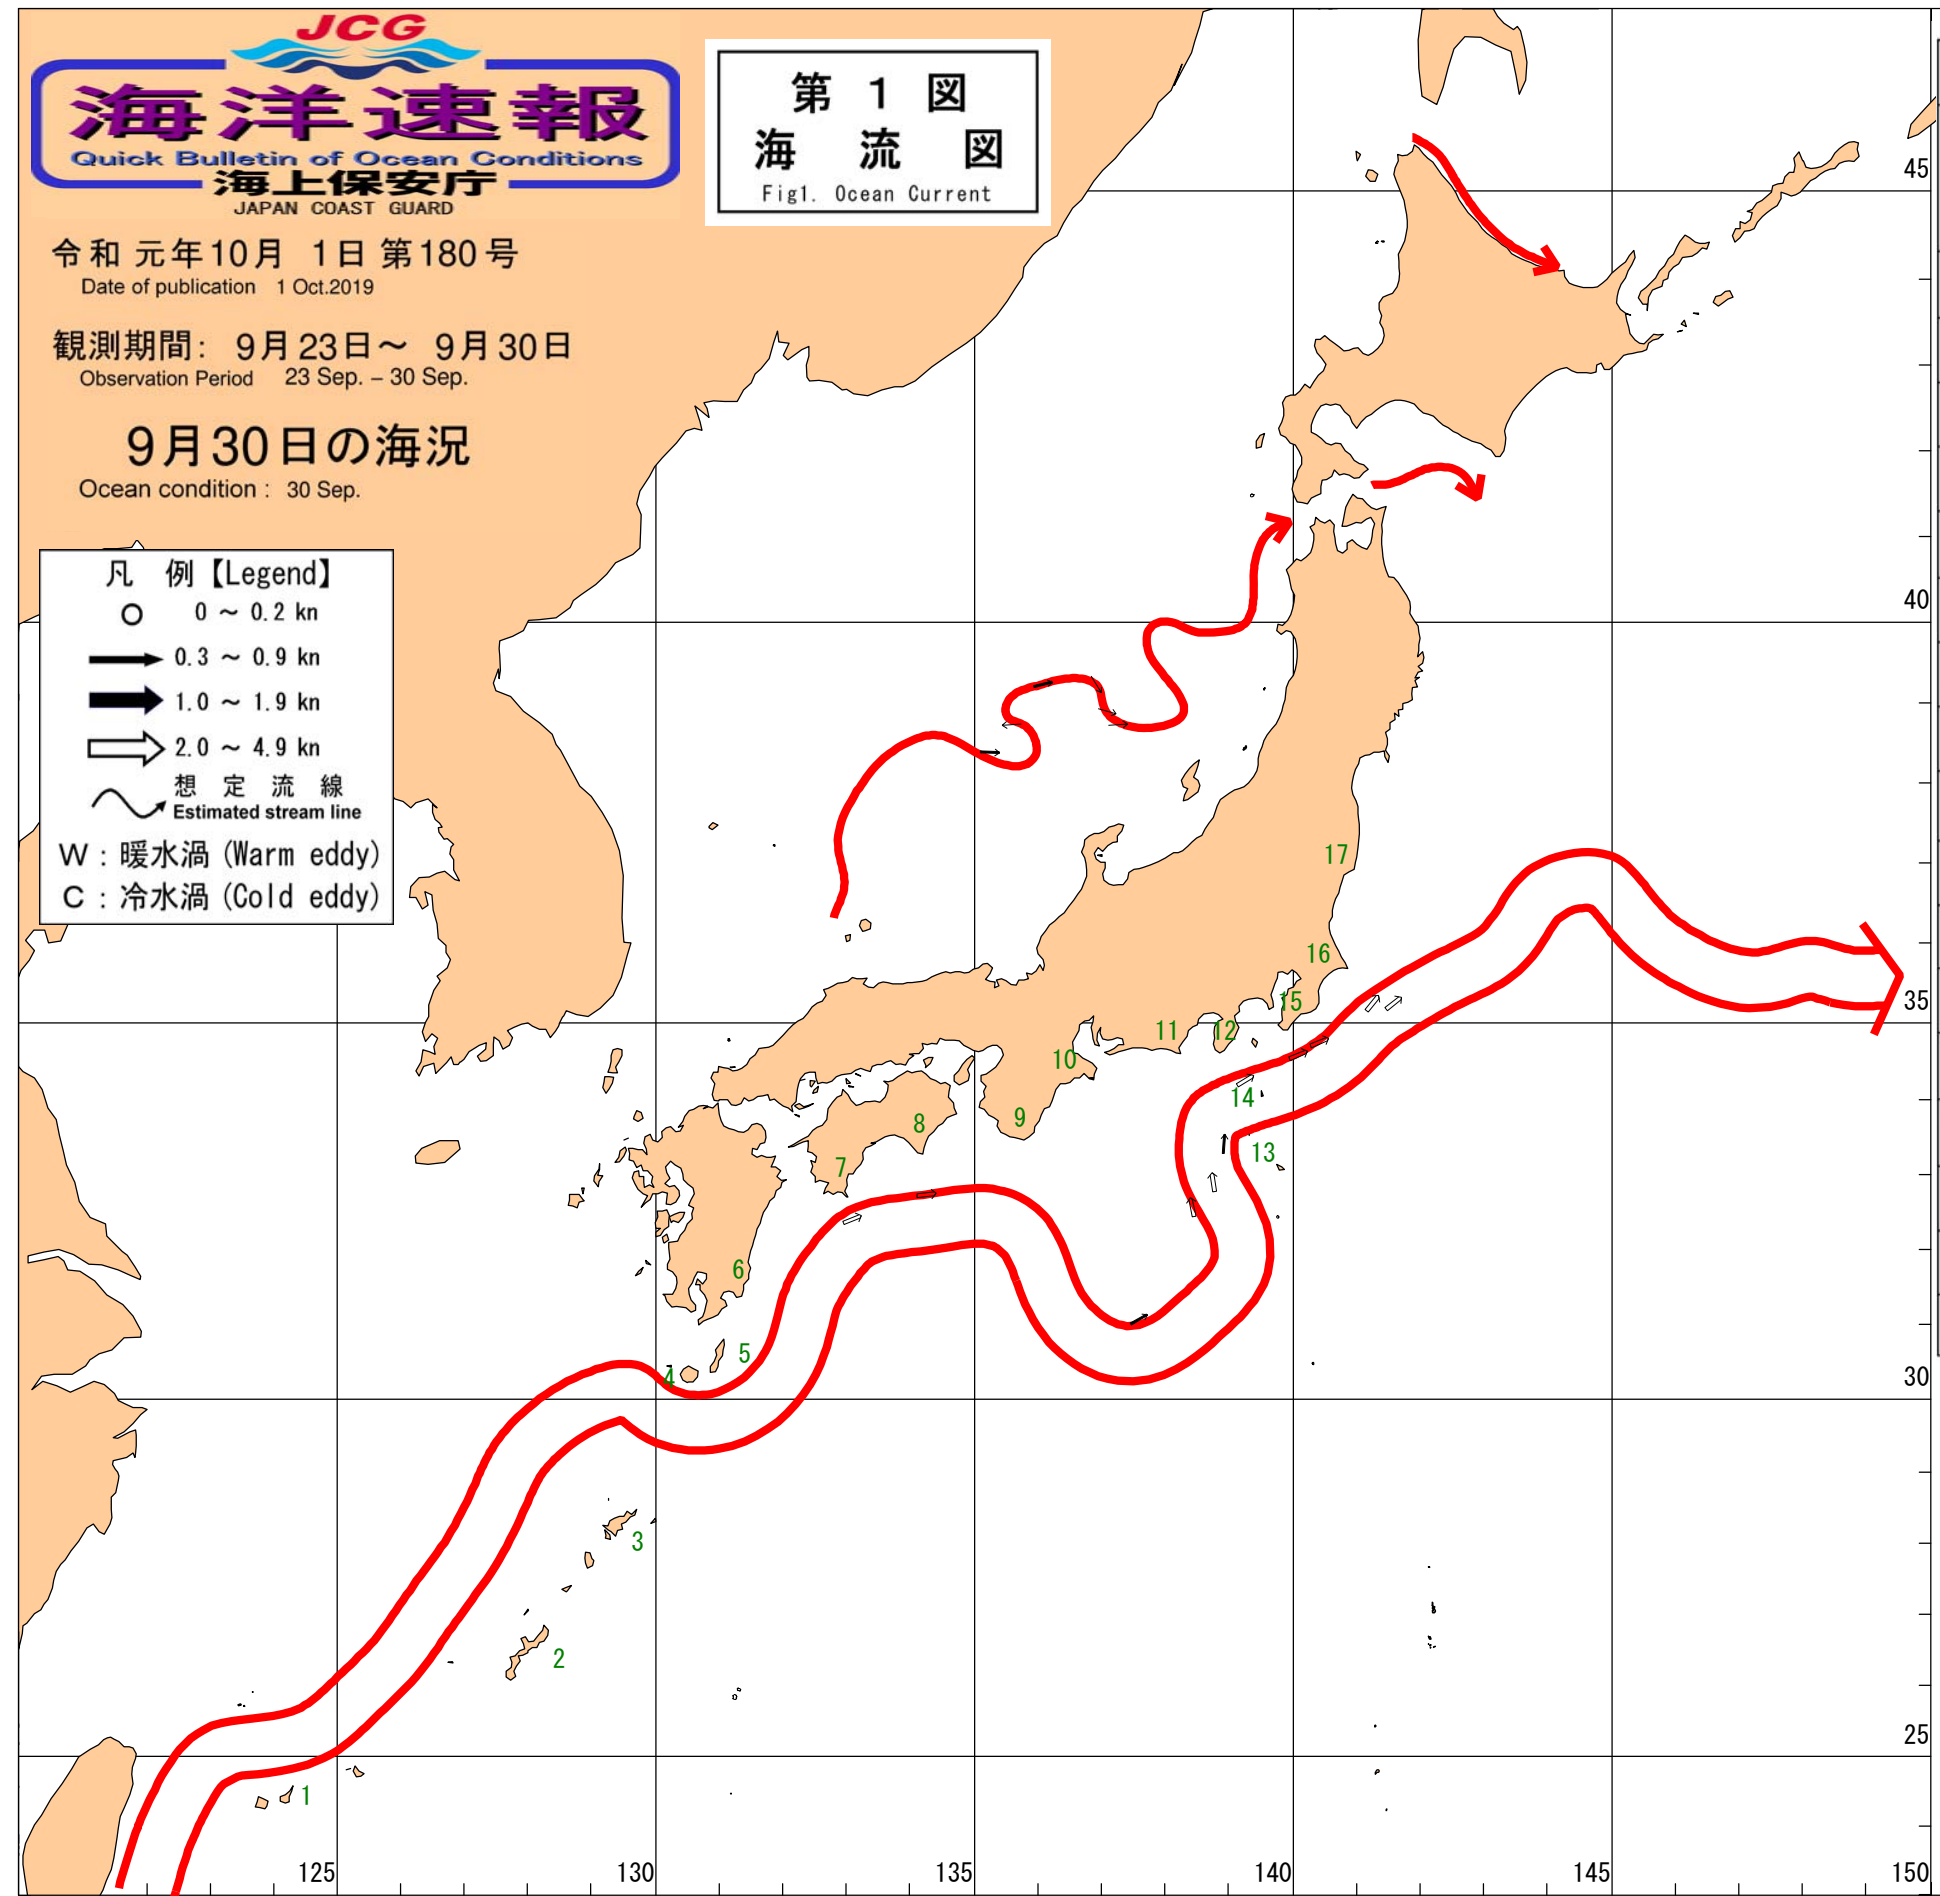 JCG
海洋速報
Quick Bulletin of Ocean Conditions
海上保安庁
JAPAN COAST GUARD
第 1 図
海 流 図
Fig1. Ocean Current
令和 元年10月 1日 第180号
Date of publication 1 Oct.2019
観測期間: 9月23日～ 9月30日
Observation Period 23 Sep. – 30 Sep.
9月30日の海況
Ocean condition : 30 Sep.
凡 例【Legend】
0 ～ 0.2 kn
0.3 ～ 0.9 kn
1.0 ～ 1.9 kn
2.0 ～ 4.9 kn
想 定 流 線
Estimated stream line
W : 暖水渦 (Warm eddy)
C : 冷水渦 (Cold eddy)
45
40
35
30
25
17
16
15
12
11
10
14
9
8
13
7
6
5
4
3
2
1
125
130
135
140
145
150